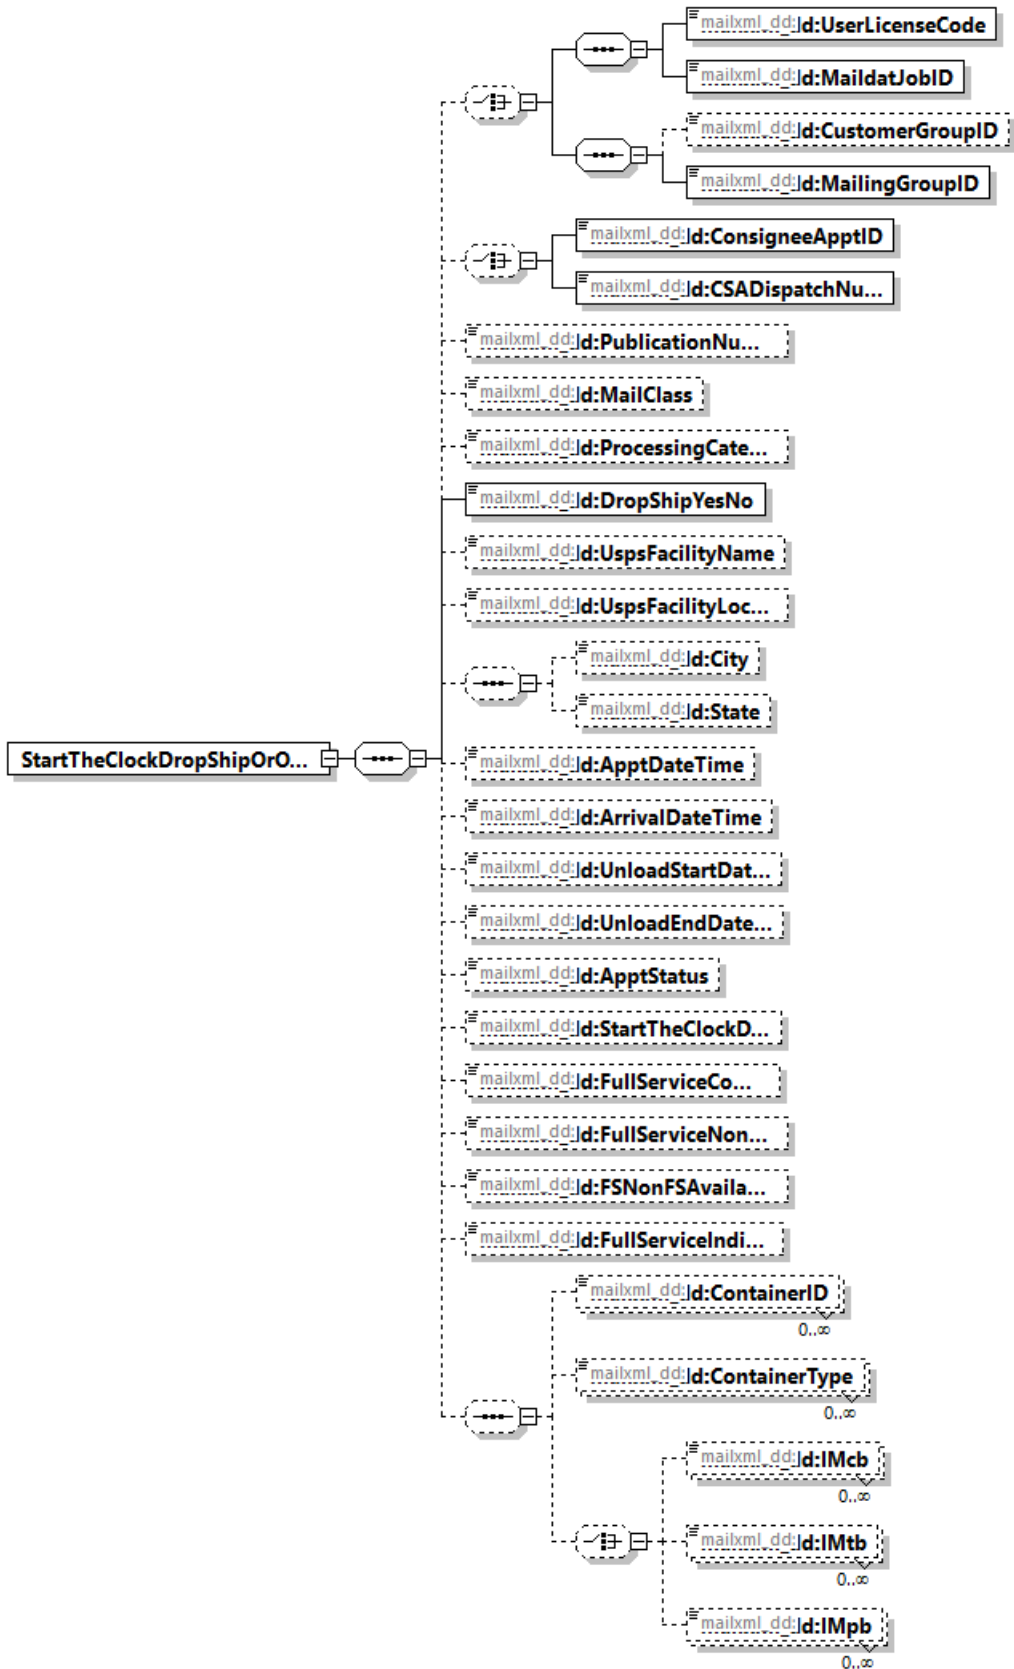 mailxml_dd:ld:UserLicenseCode
mailxml_dd:ld:MaildatJobID
mailxml_dd:ld:CustomerGroupID
mailxml_dd:ld:MailingGroupID
mailxml_dd:ld:ConsigneeApptID
mailxml_dd:ld:CSADispatchNu...
mailxml_dd:ld:PublicationNu...
mailxml_dd:ld:MailClass
mailxml_dd:ld:ProcessingCate...
mailxml_dd:ld:DropShipYesNo
mailxml_dd:ld:UspsFacilityName
mailxml_dd:ld:UspsFacilityLoc...
mailxml_dd:ld:City
mailxml_dd:ld:State
StartTheClockDropShipOrO...
mailxml_dd:ld:ApptDateTime
mailxml_dd:ld:ArrivalDateTime
mailxml_dd:ld:UnloadStartDat...
mailxml_dd:ld:UnloadEndDate...
mailxml_dd:ld:ApptStatus
mailxml_dd:ld:StartTheClockD...
mailxml_dd:ld:FullServiceCo...
mailxml_dd:ld:FullServiceNon...
mailxml_dd:ld:FSNonFSAvaila...
mailxml_dd:ld:FullServiceIndi...
mailxml_dd:ld:ContainerID
0..∞
mailxml_dd:ld:ContainerType
0..∞
mailxml_dd:ld:IMcb
0..∞
mailxml_dd:ld:IMtb
0..∞
mailxml_dd:ld:IMpb
0..∞